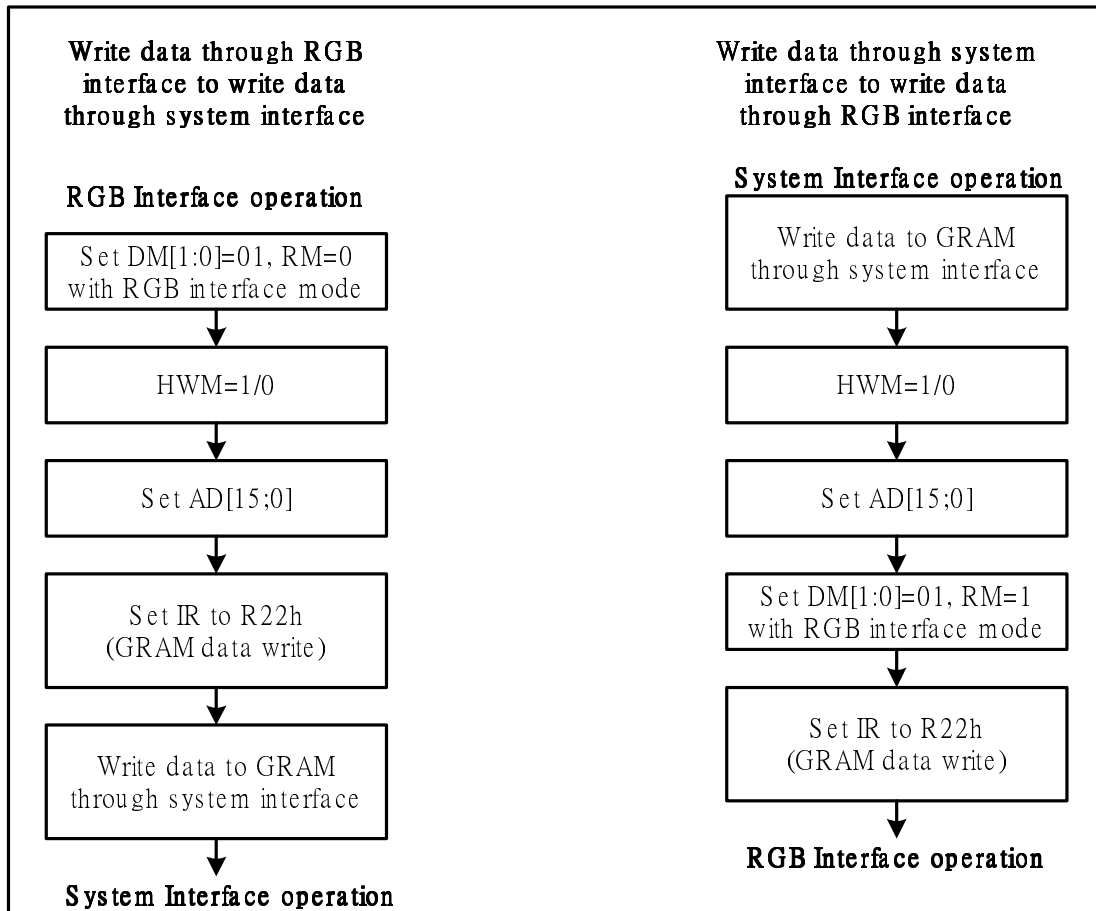 Write data through RGB
interface to write data
through system interface
RGB Interface operation
Set DM[1:0]=01, RM=0
with RGB interface mode
HWM=1/0
Set AD[15;0]
Set IR to R22h
(GRAM data write)
Write data to GRAM
through system interface
System Interface operation
Write data through system
interface to write data
through RGB interface
System Interface operation
Write data to GRAM
through system interface
HWM=1/0
Set AD[15;0]
Set DM[1:0]=01, RM=1
with RGB interface mode
Set IR to R22h
(GRAM data write)
RGB Interface operation